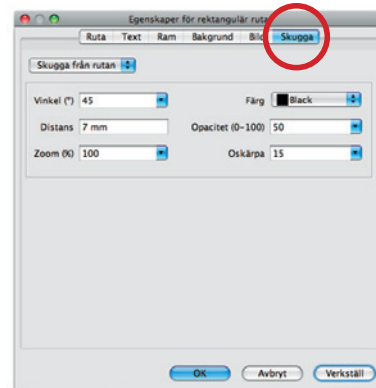 Egenskaper för rektangulär ruta
Ruta Text Ram Bakgrund Bild Skugga
Skugga från rutan
Vinkel (°) 45 Färg Black
Distans 7 mm Opacitet (0–100) 50
Zoom (%) 100 Oskärpa 15
OK Avbryt Verkställ